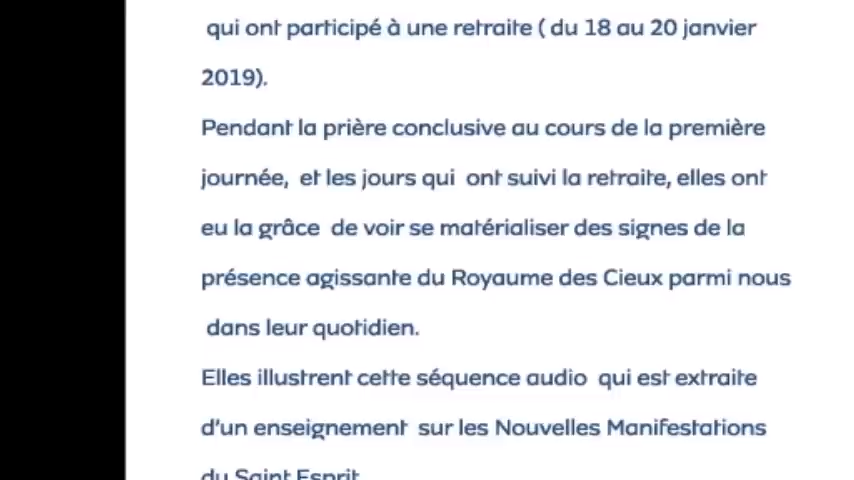 qui ont participé à une retraite ( du 18 au 20 janvier
2019).
Pendant la prière conclusive au cours de la première
journée, et les jours qui ont suivi la retraite, elles ont
eu la grâce de voir se matérialiser des signes de la
présence agissante du Royaume des Cieux parmi nous
dans leur quotidien.
Elles illustrent cette séquence audio qui est extraite
d'un enseignement sur les Nouvelles Manifestations
du Saint Esprit